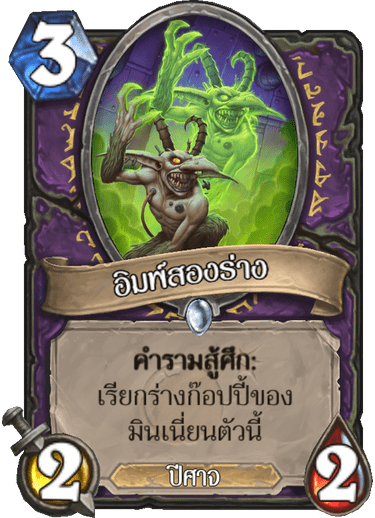 3
อิมพ์สองร่าง
คำรามสู้ศึก:
เรียกร่างก๊อปปี้ของ
มินเนี่ยนตัวนี้
2
ปีศาจ
2